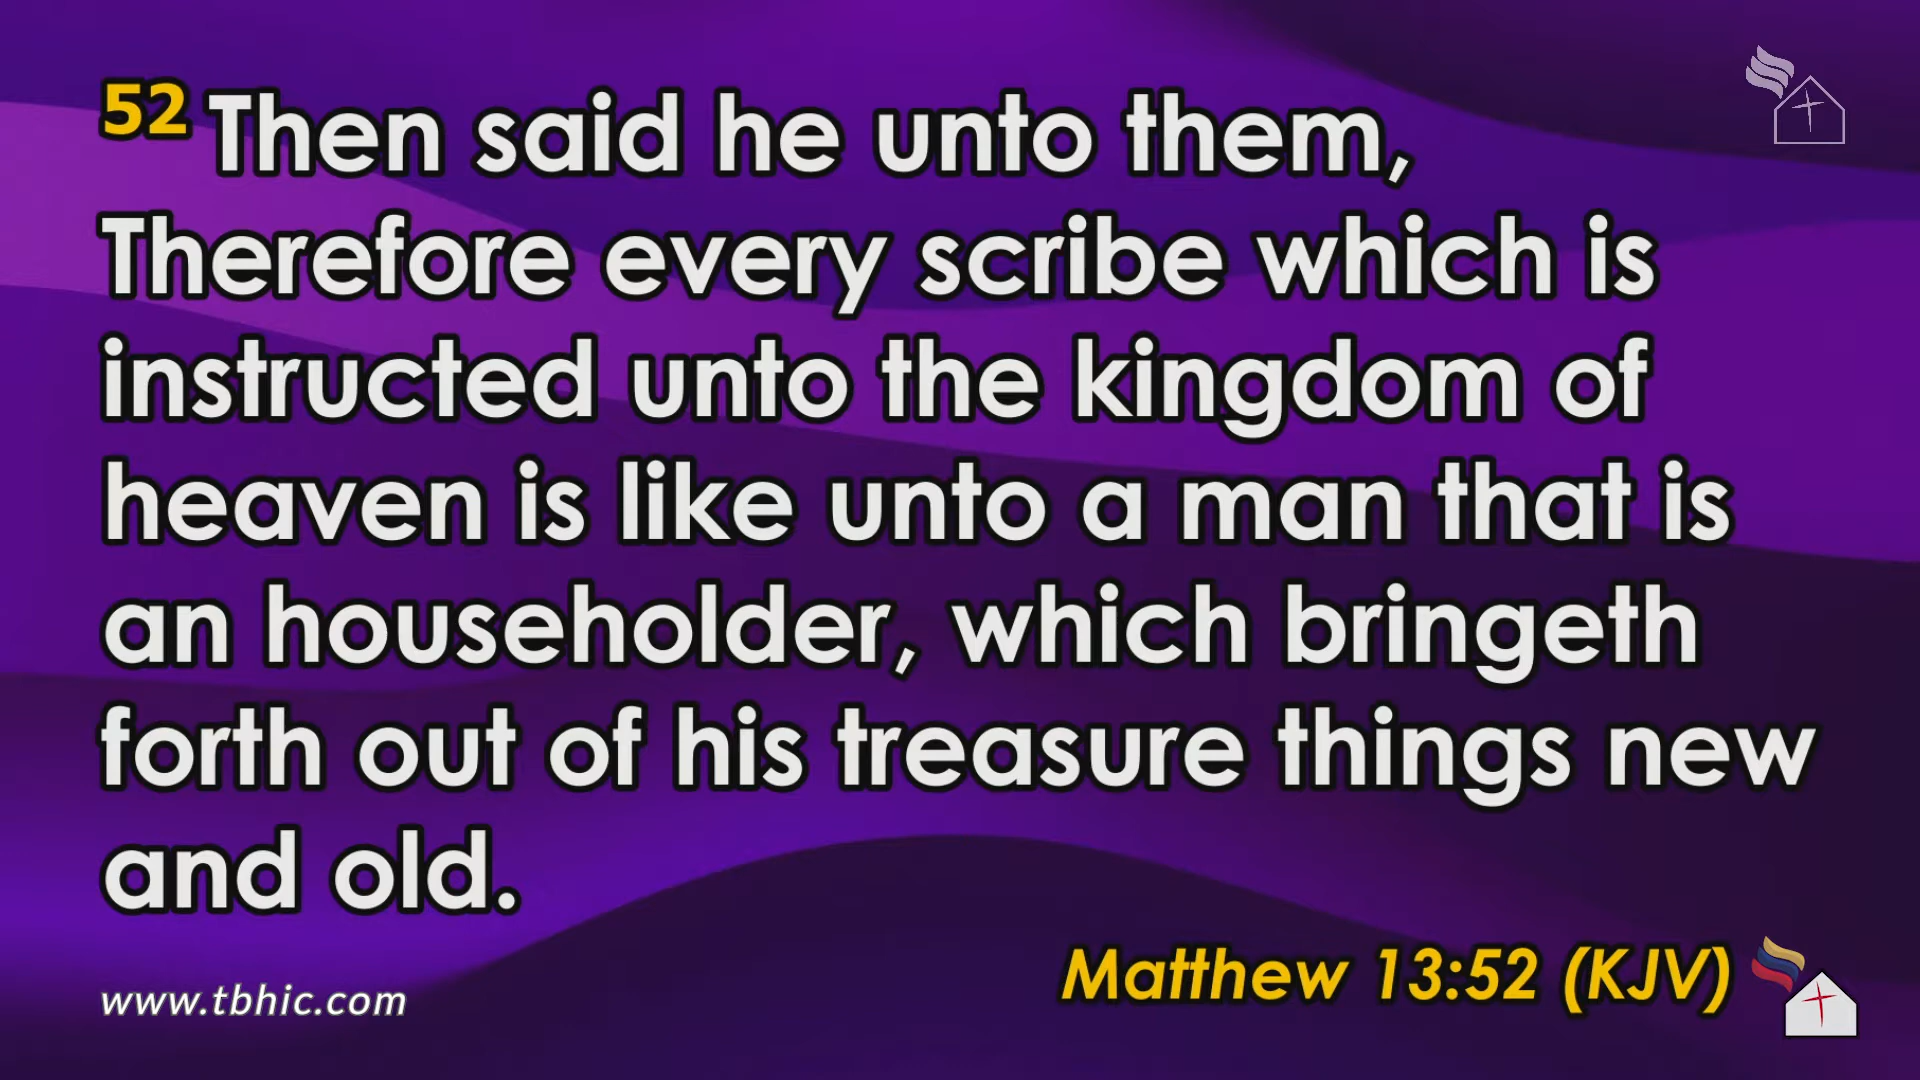 52 Then said he unto them,
Therefore every scribe which is
instructed unto the kingdom of
heaven is like unto a man that is
an householder, which bringeth
forth out of his treasure things new
and old.
Matthew 13:52 (KJV)
www.tbhic.com